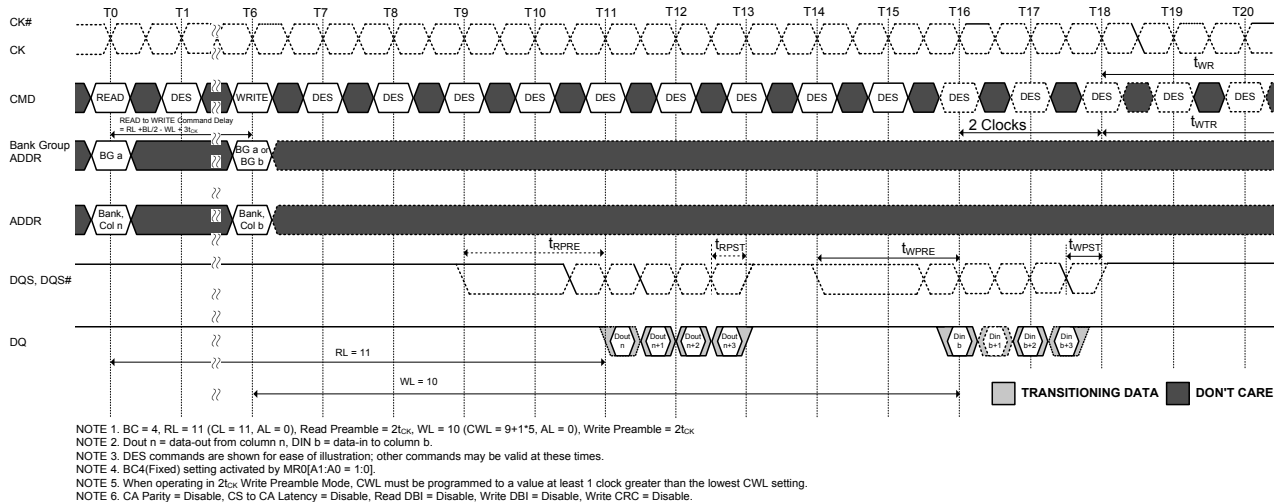 T0 T1 T6 T7 T8 T9 T10 T11 T12 T13 T14 T15 T16 T17 T18 T19 T20
CK#
CK
tWR
CMD READ DES WRITE DES DES DES DES DES DES DES DES DES DES DES DES DES DES
READ to WRITE Command Delay
= RL +BL/2 - WL + 3tCK
2 Clocks
tWTR
Bank Group
ADDR
BG a
BG a or
BG b
ADDR
Bank,
Col n
Bank,
Col b
tRPRE tRPST tWPRE tWPST
DQS, DQS#
DQ
Dout
n
Dout
n+1
Dout
n+2
Dout
n+3
Din
b
Din
b+1
Din
b+2
Din
b+3
RL = 11
WL = 10
TRANSITIONING DATA DON'T CARE
NOTE 1. BC = 4, RL = 11 (CL = 11, AL = 0), Read Preamble = 2tCK, WL = 10 (CWL = 9+1*5, AL = 0), Write Preamble = 2tCK
NOTE 2. Dout n = data-out from column n, DIN b = data-in to column b.
NOTE 3. DES commands are shown for ease of illustration; other commands may be valid at these times.
NOTE 4. BC4(Fixed) setting activated by MR0[A1:A0 = 1:0].
NOTE 5. When operating in 2tCK Write Preamble Mode, CWL must be programmed to a value at least 1 clock greater than the lowest CWL setting.
NOTE 6. CA Parity = Disable, CS to CA Latency = Disable, Read DBI = Disable, Write DBI = Disable, Write CRC = Disable.